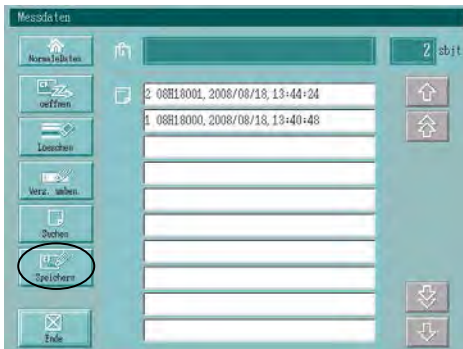 Messdaten
NormaleDaten
2 sbjt
oeffnen
2 08H18001, 2008/08/18, 13:44:24
1 08H18000, 2008/08/18, 13:40:48
Loeschen
Verz. umben.
Suchen
Speichern
Ende